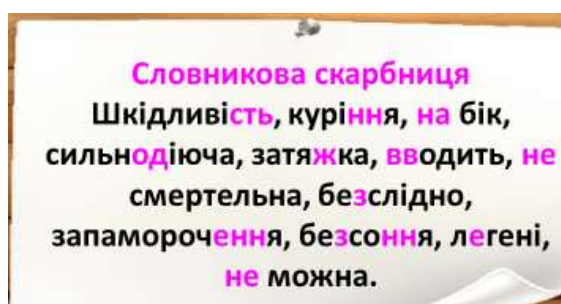 Словникова скарбниця
Шкідливість, куріння, на бік,
сильнодіюча, затяжка, вводить, не
смертельна, безслідно,
запаморочення, безсоння, легені,
не можна.